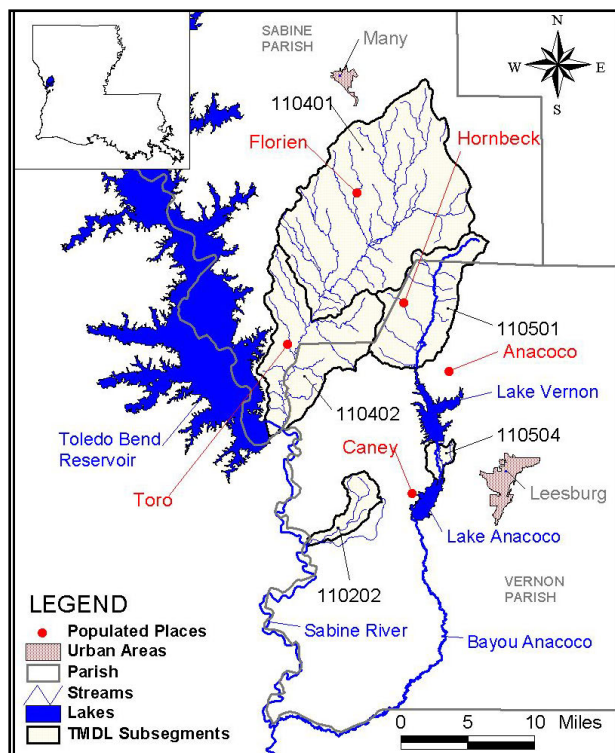 SABINE
PARISH
Many
N
W
E
S
110401
Florien
Hornbeck
110501
Anacoco
Lake Vernon
110402
110504
Toledo Bend
Reservoir
Caney
Toro
Leesburg
Lake Anacoco
110202
VERNON
PARISH
Sabine River
Bayou Anacoco
LEGEND
Populated Places
Urban Areas
Parish
Streams
Lakes
TMDL Subsegments
0 5 10 Miles